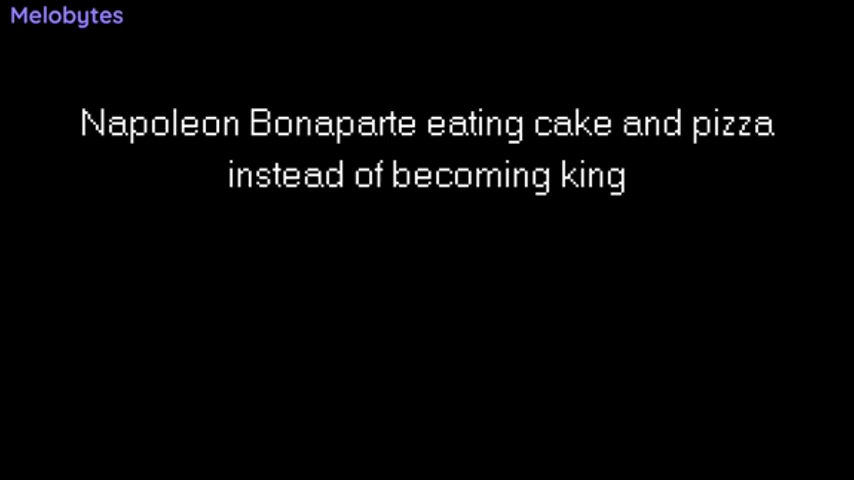 Melobytes
Napoleon Bonaparte eating cake and pizza
instead of becoming king